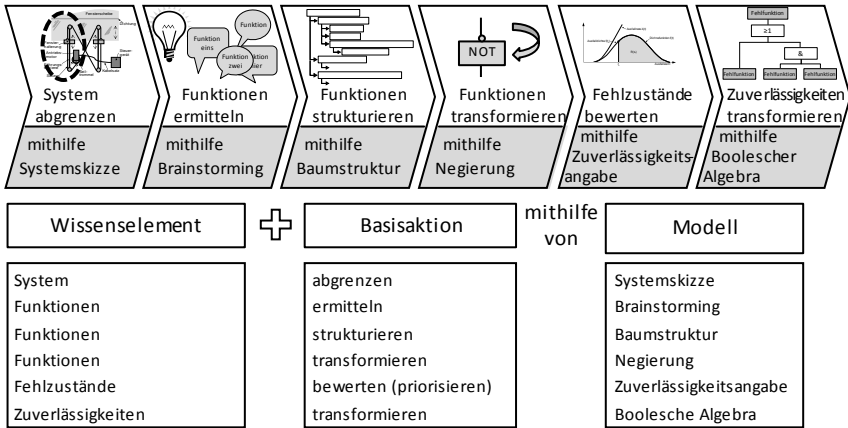 Fensterscheibe
Dichtung
Funktion
Funktion
eins
Funktion
zwei
NOT
Fehlfunktion
≥1
&
Fehlfunktion
Fehlfunktion
Fehlfunktion
System
abgrenzen
Funktionen
ermitteln
Funktionen
strukturieren
Funktionen
transformieren
Fehlzustände
bewerten
Zuverlässigkeiten
transformieren
mithilfe
Systemskizze
mithilfe
Brainstorming
mithilfe
Baumstruktur
mithilfe
Negierung
mithilfe
Zuverlässigkeits-
angabe
mithilfe
Boolescher
Algebra
Wissenselement
Basisaktion
mithilfe
von
Modell
System
Funktionen
Funktionen
Funktionen
Fehlzustände
Zuverlässigkeiten
abgrenzen
ermitteln
strukturieren
transformieren
bewerten (priorisieren)
transformieren
Systemskizze
Brainstorming
Baumstruktur
Negierung
Zuverlässigkeitsangabe
Boolesche Algebra